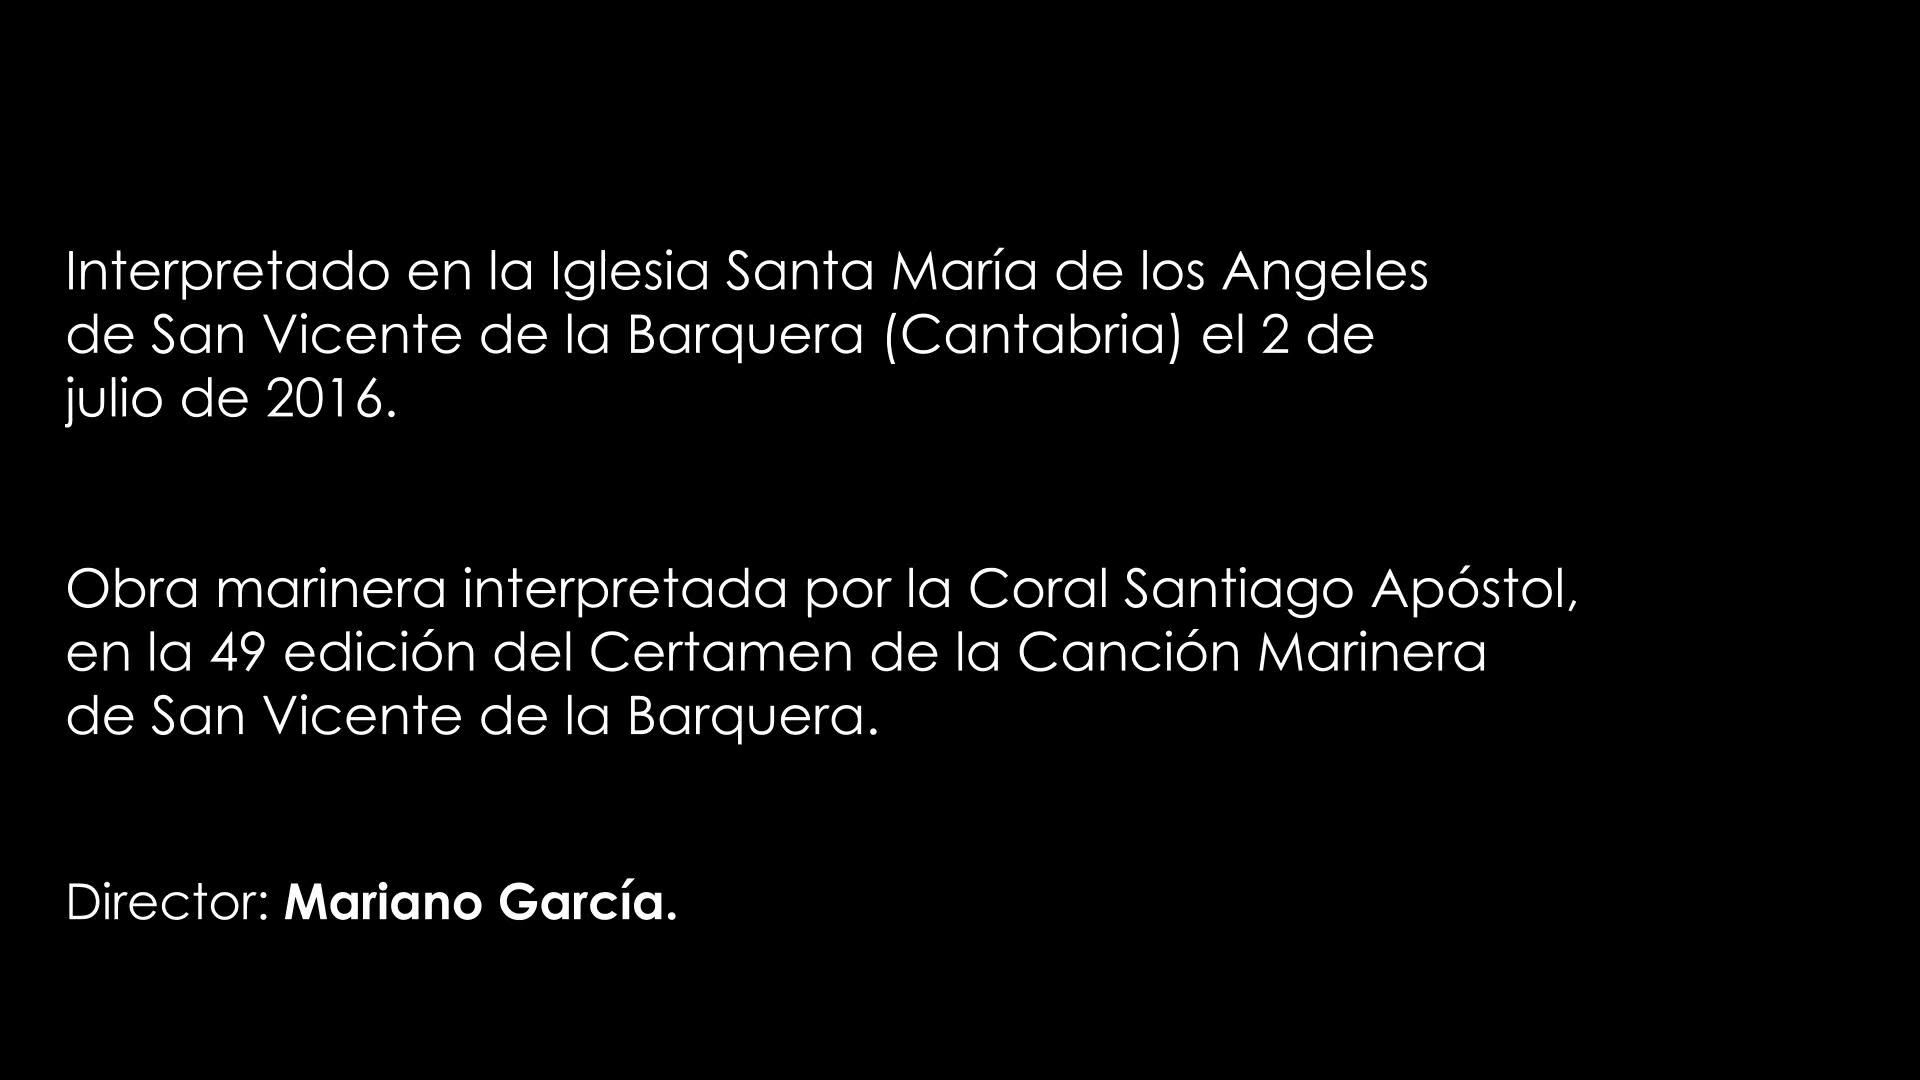 Interpretado en la Iglesia Santa María de los Angeles
de San Vicente de la Barquera (Cantabria) el 2 de
julio de 2016.
Obra marinera interpretada por la Coral Santiago Apóstol,
en la 49 edición del Certamen de la Canción Marinera
de San Vicente de la Barquera.
Director: Mariano García.